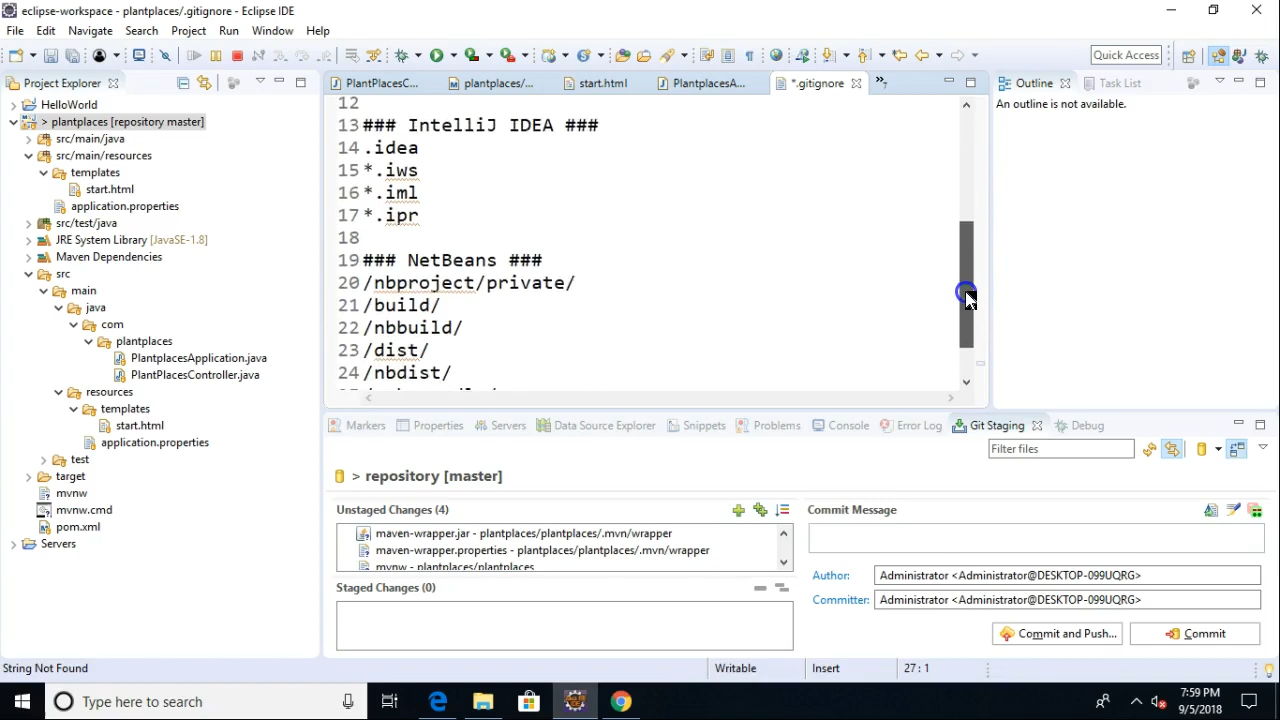 eclipse-workspace - plantplaces/.gitignore - Eclipse IDE
File Edit Navigate Search Project Run Window Help
Quick Access
Project Explorer
PlantPlacesC...
plantplaces/...
start.html
PlantplacesA...
*.gitignore
7
Outline
Task List
An outline is not available.
HelloWorld
> plantplaces [repository master]
src/main/java
src/main/resources
templates
start.html
application.properties
src/test/java
JRE System Library [JavaSE-1.8]
Maven Dependencies
src
main
java
com
plantplaces
PlantplacesApplication.java
PlantPlacesController.java
resources
templates
start.html
application.properties
test
target
mvnw
mvnw.cmd
pom.xml
Servers
12
13 ### IntelliJ IDEA ###
14 .idea
15 *.iws
16 *.iml
17 *.ipr
18
19 ### NetBeans ###
20 /nbproject/private/
21 /build/
22 /nbbuild/
23 /dist/
24 /nbdist/
Markers Properties Servers Data Source Explorer Snippets Problems Console Error Log Git Staging Debug
Filter files
> repository [master]
Unstaged Changes (4)
maven-wrapper.jar - plantplaces/plantplaces/.mvn/wrapper
maven-wrapper.properties - plantplaces/plantplaces/.mvn/wrapper
mvnw - plantplaces/plantplaces
Staged Changes (0)
Commit Message
Author: Administrator <Administrator@DESKTOP-099UQRG>
Committer: Administrator <Administrator@DESKTOP-099UQRG>
Commit and Push...
Commit
String Not Found
Writable
Insert
27 : 1
Type here to search
7:59 PM
9/5/2018